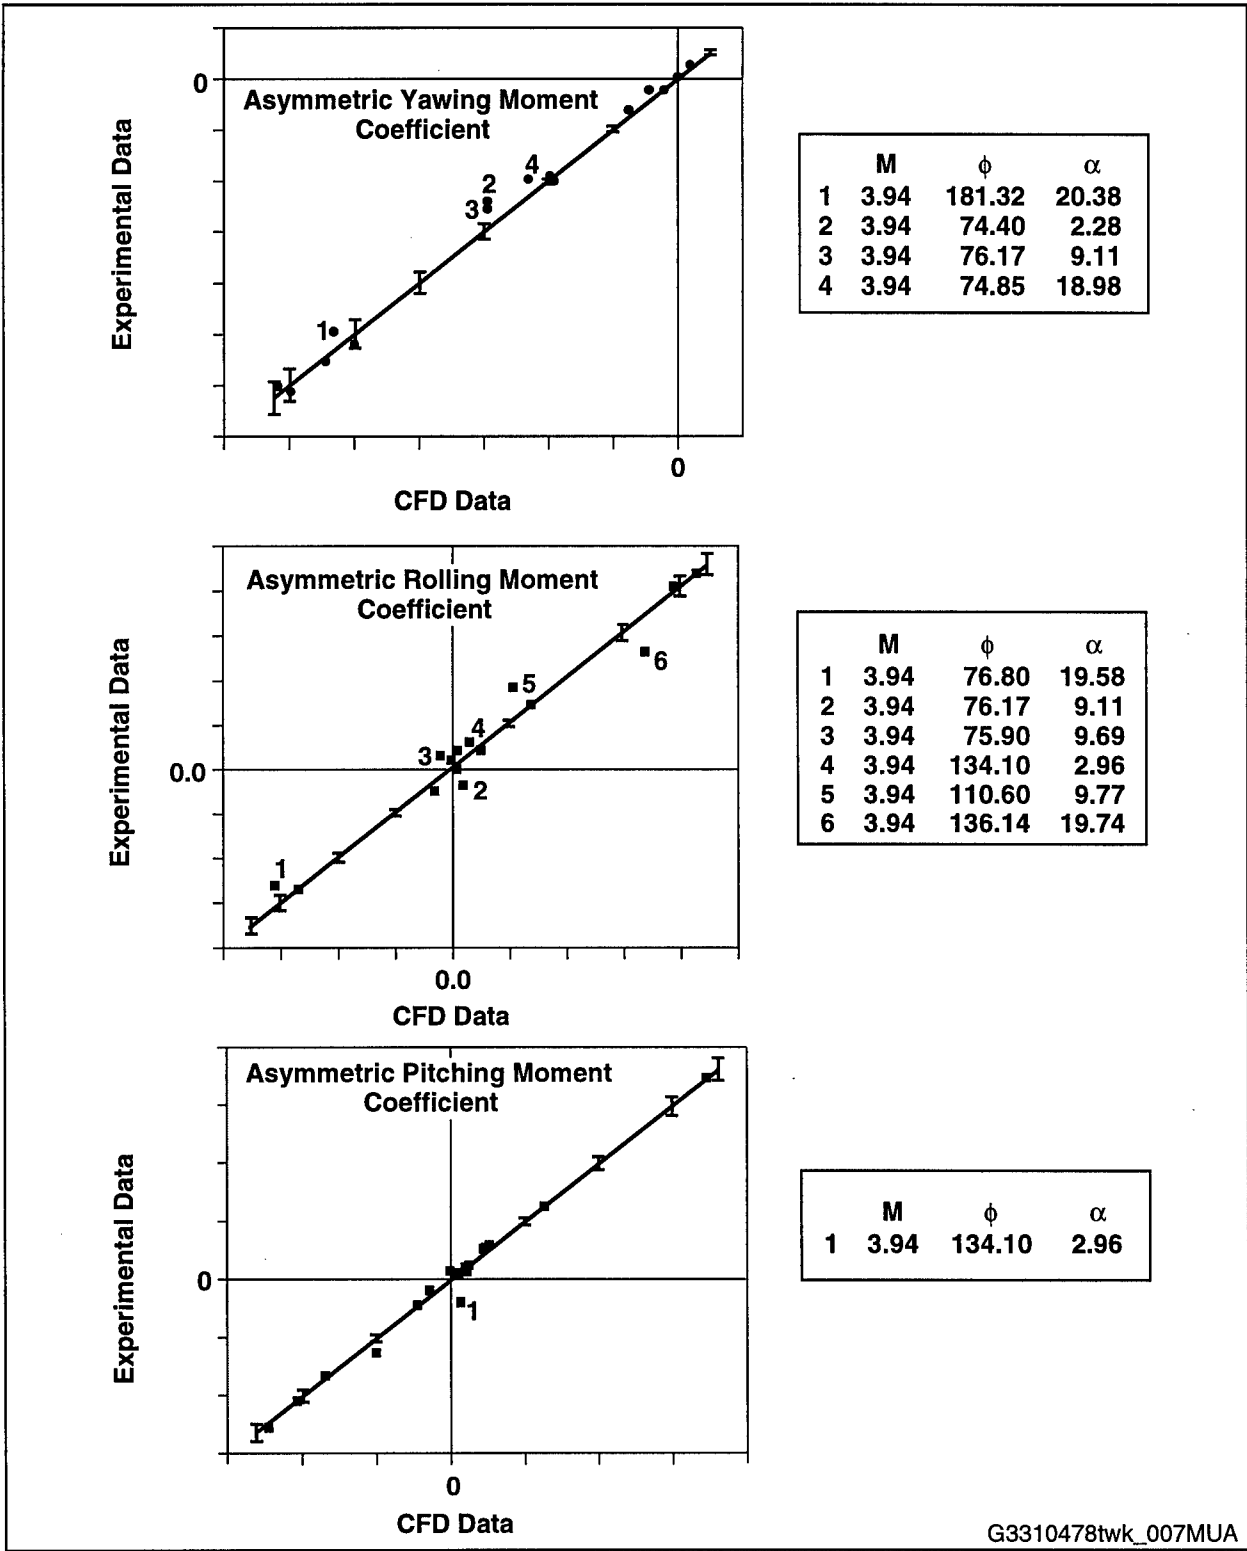 Asymmetric Yawing Moment
Coefficient
Experimental Data
0
1
2
3
4
0
CFD Data
M φ α
1 3.94 181.32 20.38
2 3.94 74.40 2.28
3 3.94 76.17 9.11
4 3.94 74.85 18.98
Asymmetric Rolling Moment
Coefficient
Experimental Data
0.0
1
2
3
4
5
6
0.0
CFD Data
M φ α
1 3.94 76.80 19.58
2 3.94 76.17 9.11
3 3.94 75.90 9.69
4 3.94 134.10 2.96
5 3.94 110.60 9.77
6 3.94 136.14 19.74
Asymmetric Pitching Moment
Coefficient
Experimental Data
0
1
0
CFD Data
M φ α
1 3.94 134.10 2.96
G3310478twk_007MUA